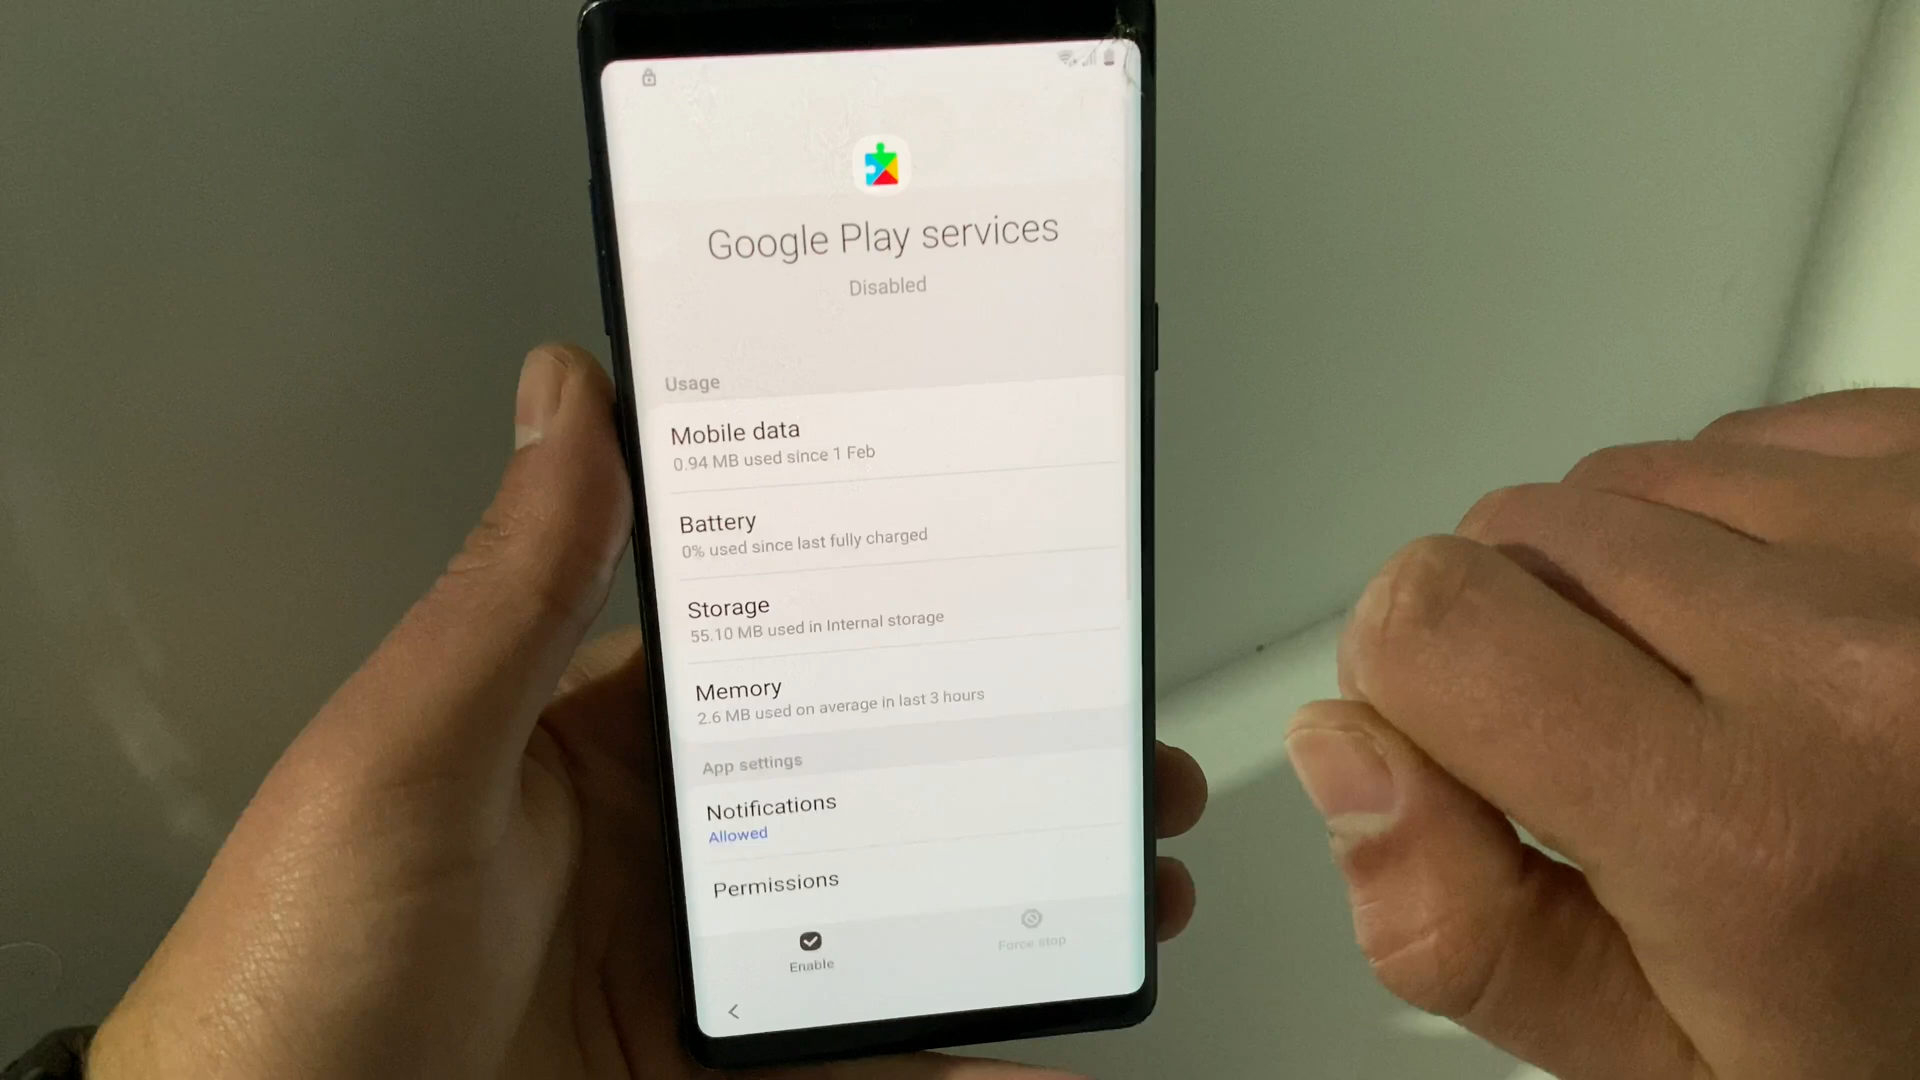 Google Play services
Disabled
Usage
Mobile data
0.94 MB used since 1 Feb
Battery
0% used since last fully charged
Storage
55.10 MB used in Internal storage
Memory
2.6 MB used on average in last 3 hours
App settings
Notifications
Allowed
Permissions
Enable
Force stop